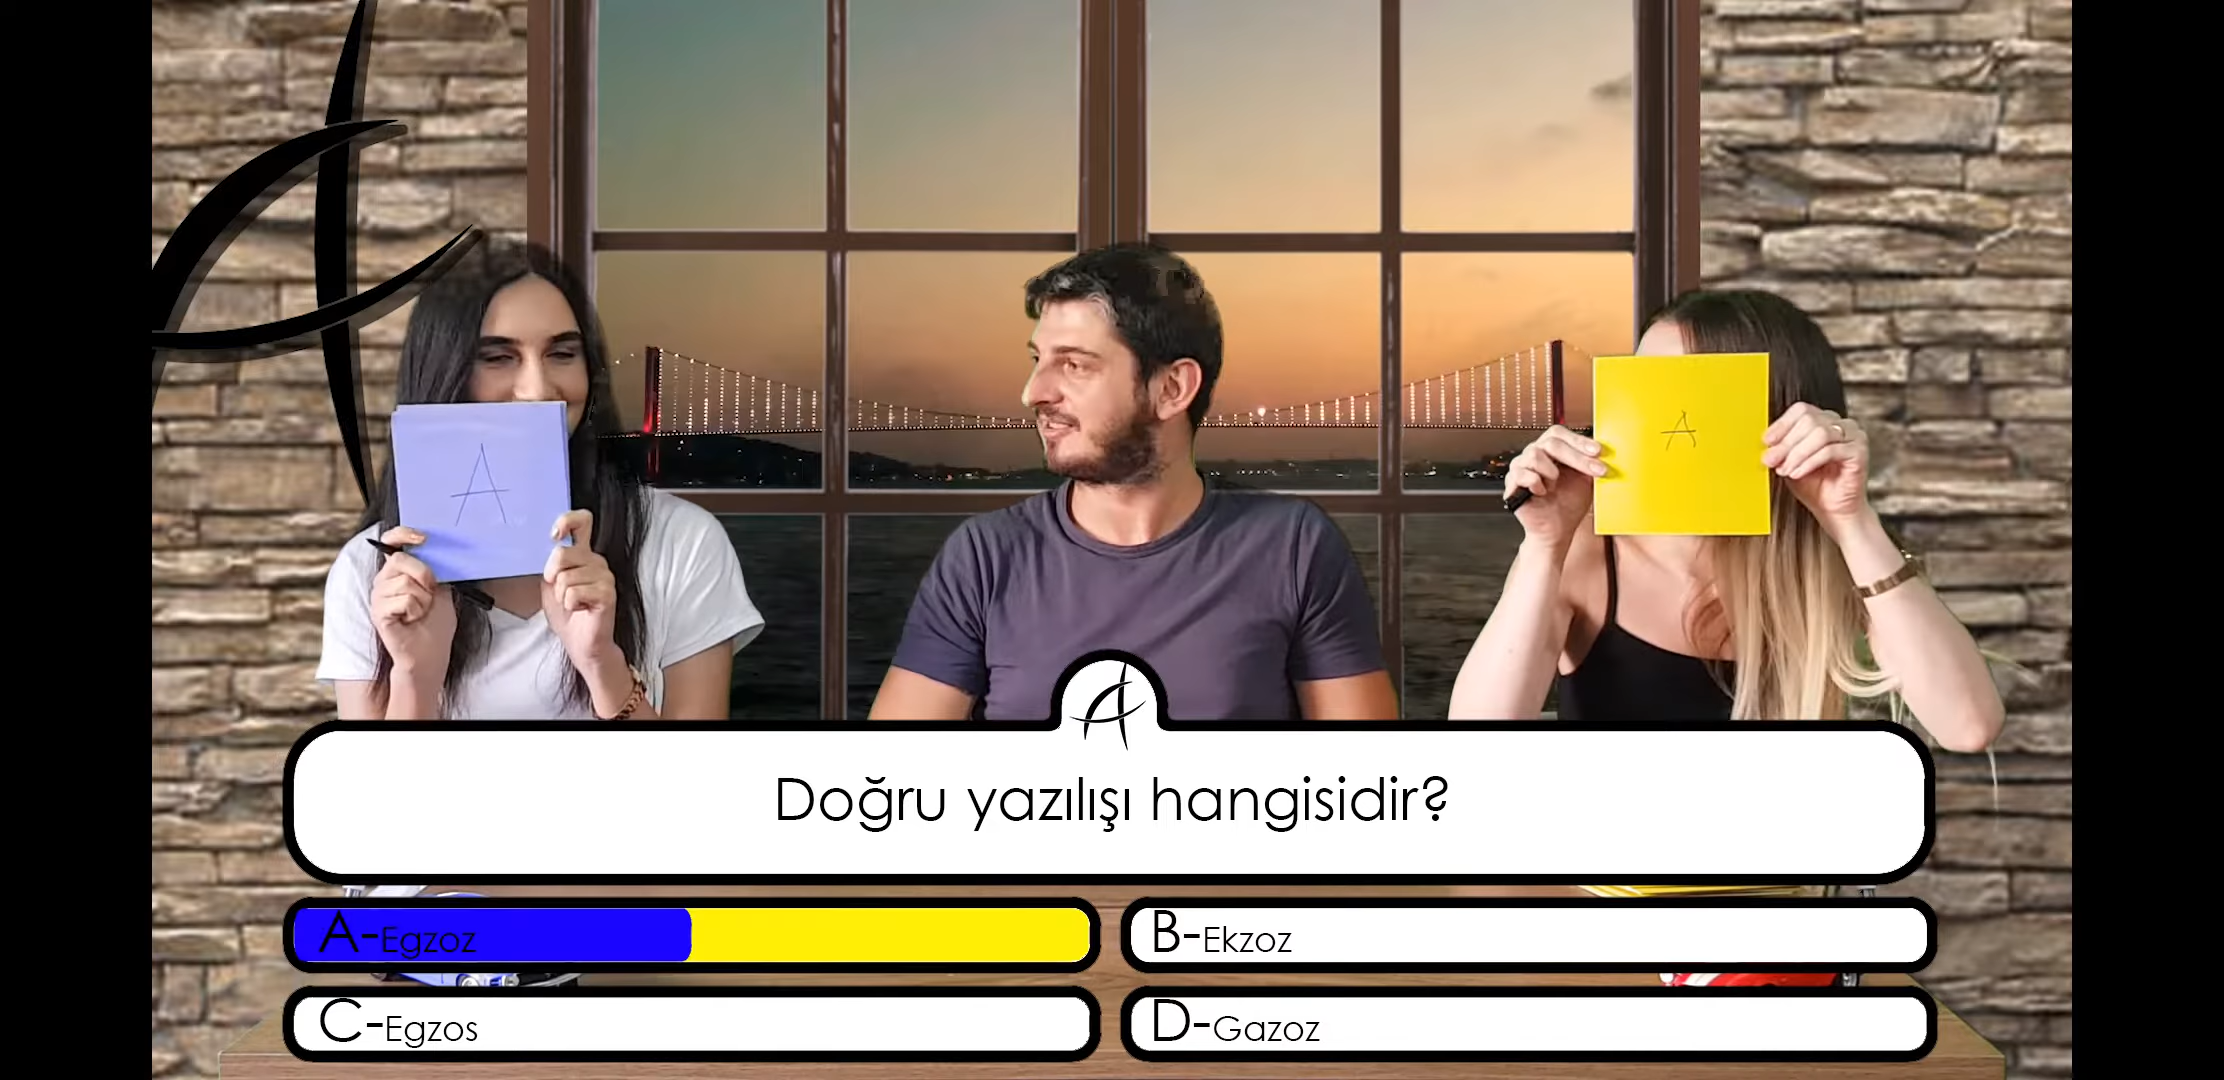 A
A
Doğru yazılışı hangisidir?
A-Egzoz
B-Ekzoz
C-Egzos
D-Gazoz